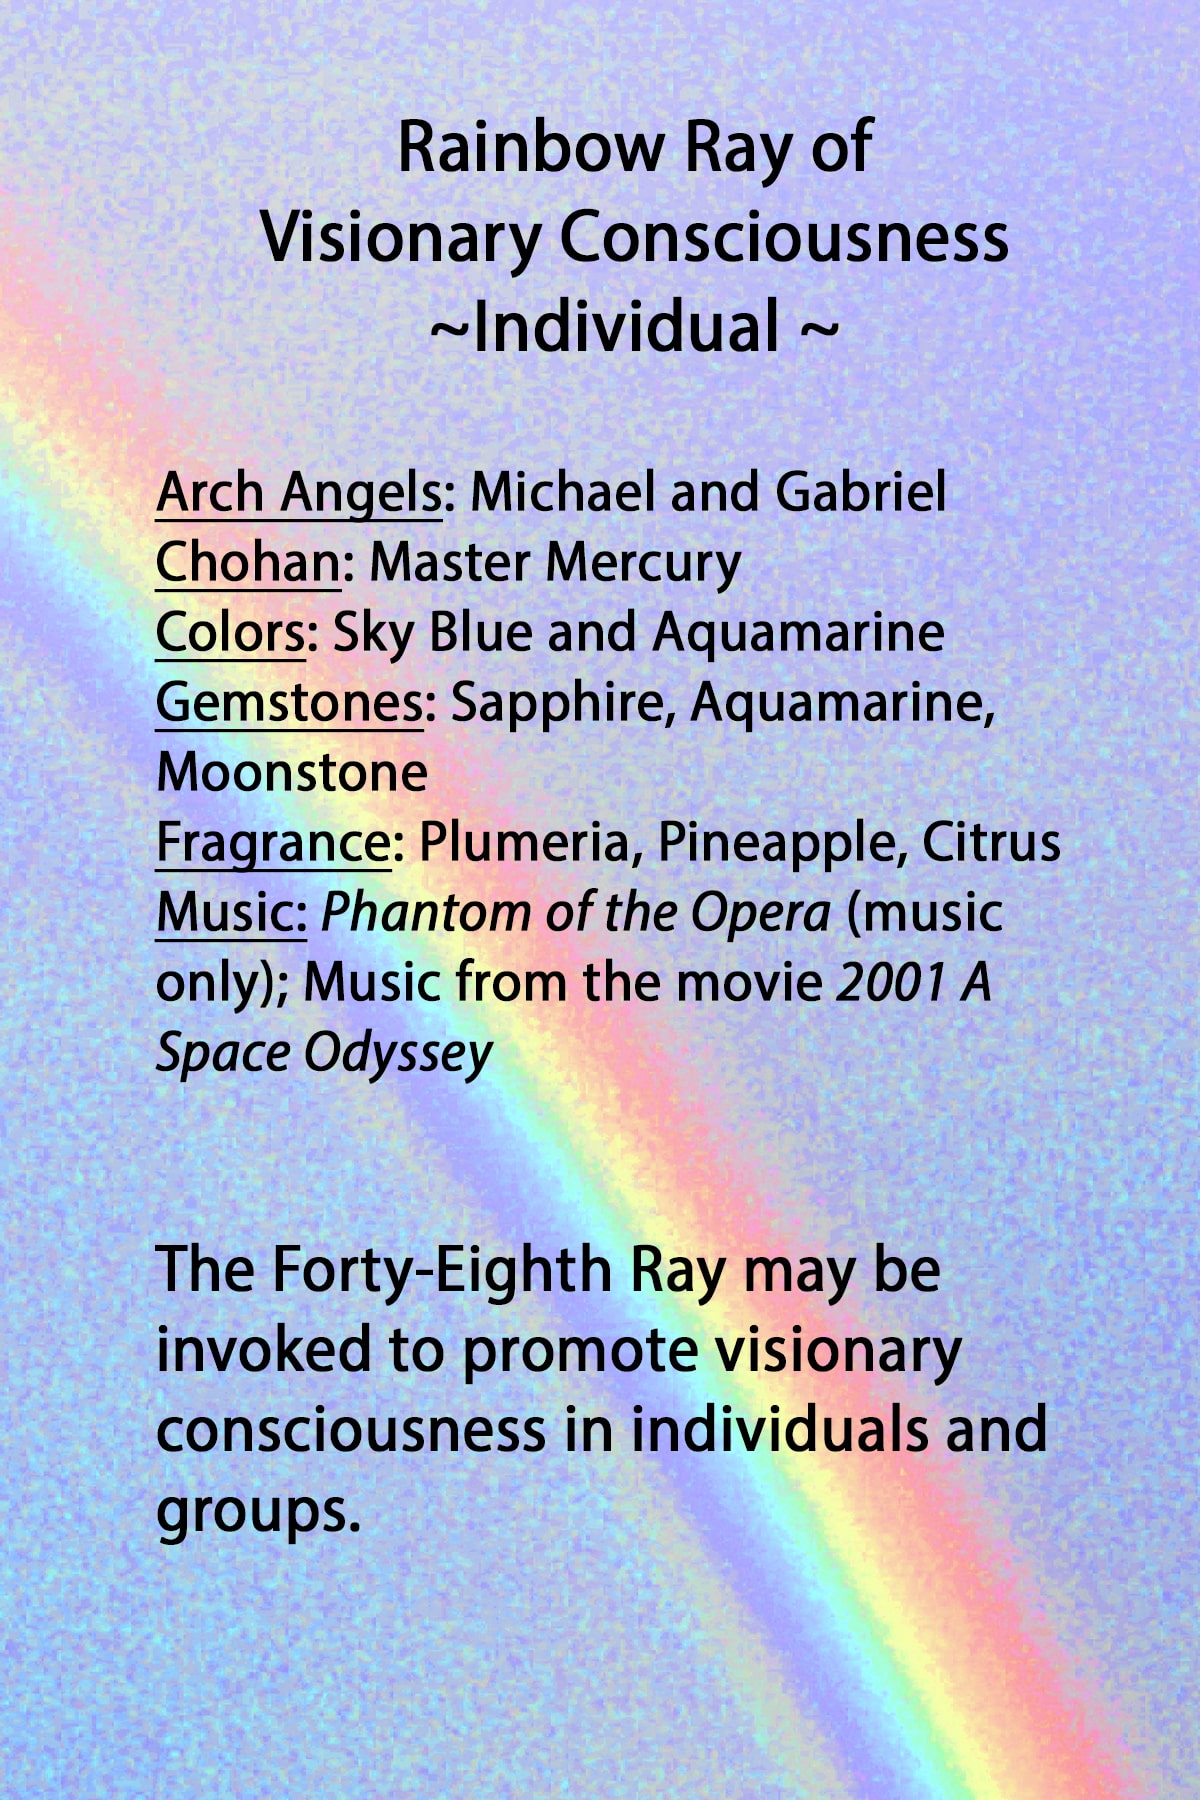 Rainbow Ray of
Visionary Consciousness
~Individual ~
Arch Angels: Michael and Gabriel
Chohan: Master Mercury
Colors: Sky Blue and Aquamarine
Gemstones: Sapphire, Aquamarine,
Moonstone
Fragrance: Plumeria, Pineapple, Citrus
Music: Phantom of the Opera (music
only); Music from the movie 2001 A
Space Odyssey
The Forty-Eighth Ray may be
invoked to promote visionary
consciousness in individuals and
groups.